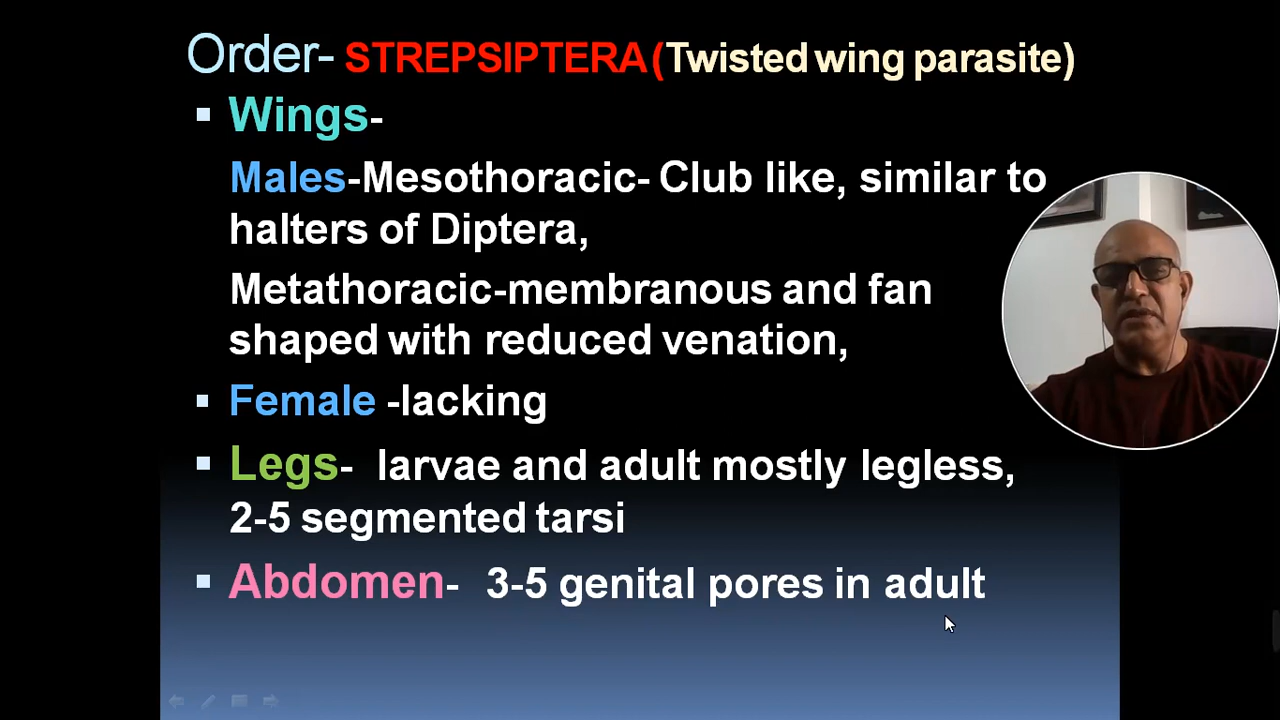 Order- STREPSIPTERA (Twisted wing parasite)
Wings-
Males-Mesothoracic- Club like, similar to
halters of Diptera,
Metathoracic-membranous and fan
shaped with reduced venation,
Female -lacking
Legs- larvae and adult mostly legless,
2-5 segmented tarsi
Abdomen- 3-5 genital pores in adult